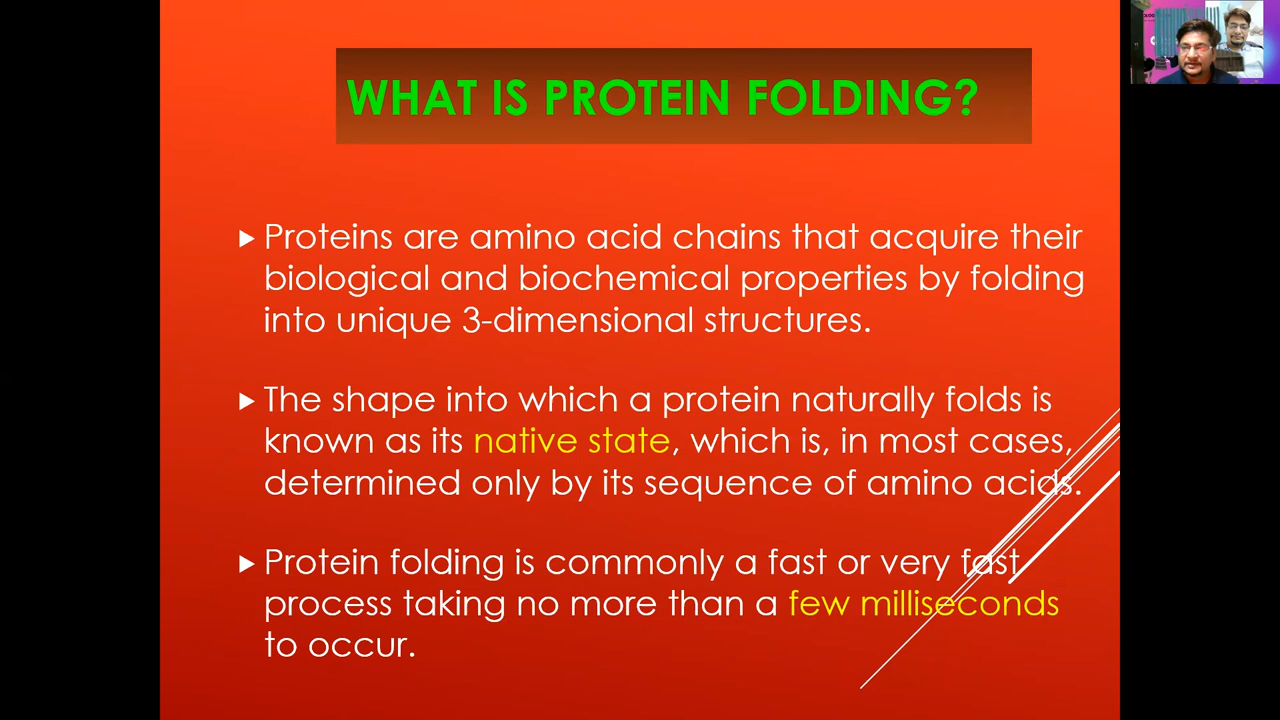 WHAT IS PROTEIN FOLDING?
Proteins are amino acid chains that acquire their
biological and biochemical properties by folding
into unique 3-dimensional structures.
The shape into which a protein naturally folds is
known as its native state, which is, in most cases,
determined only by its sequence of amino acids.
Protein folding is commonly a fast or very fast
process taking no more than a few milliseconds
to occur.